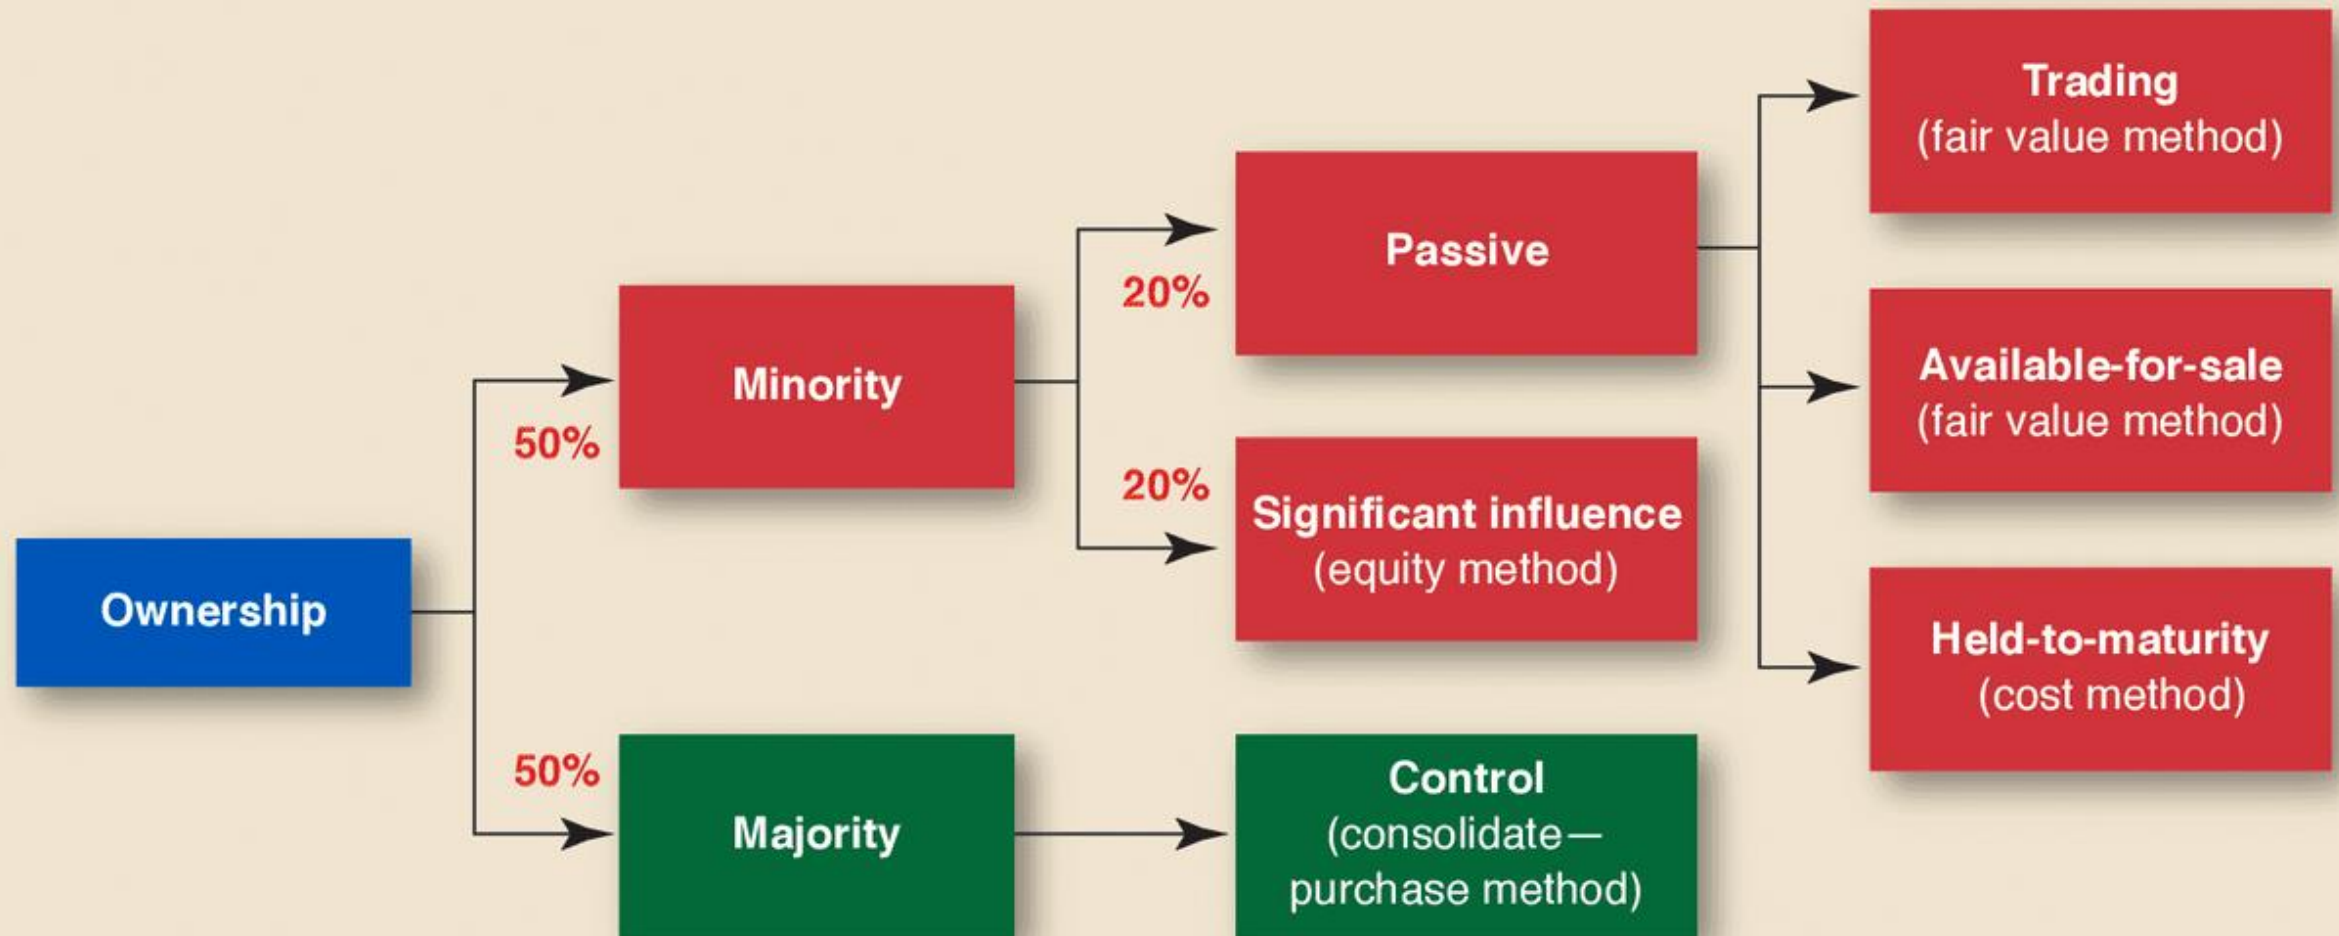 Ownership
50%
50%
Minority
Majority
20%
20%
Passive
Significant influence
(equity method)
Control
(consolidate—
purchase method)
Trading
(fair value method)
Available-for-sale
(fair value method)
Held-to-maturity
(cost method)